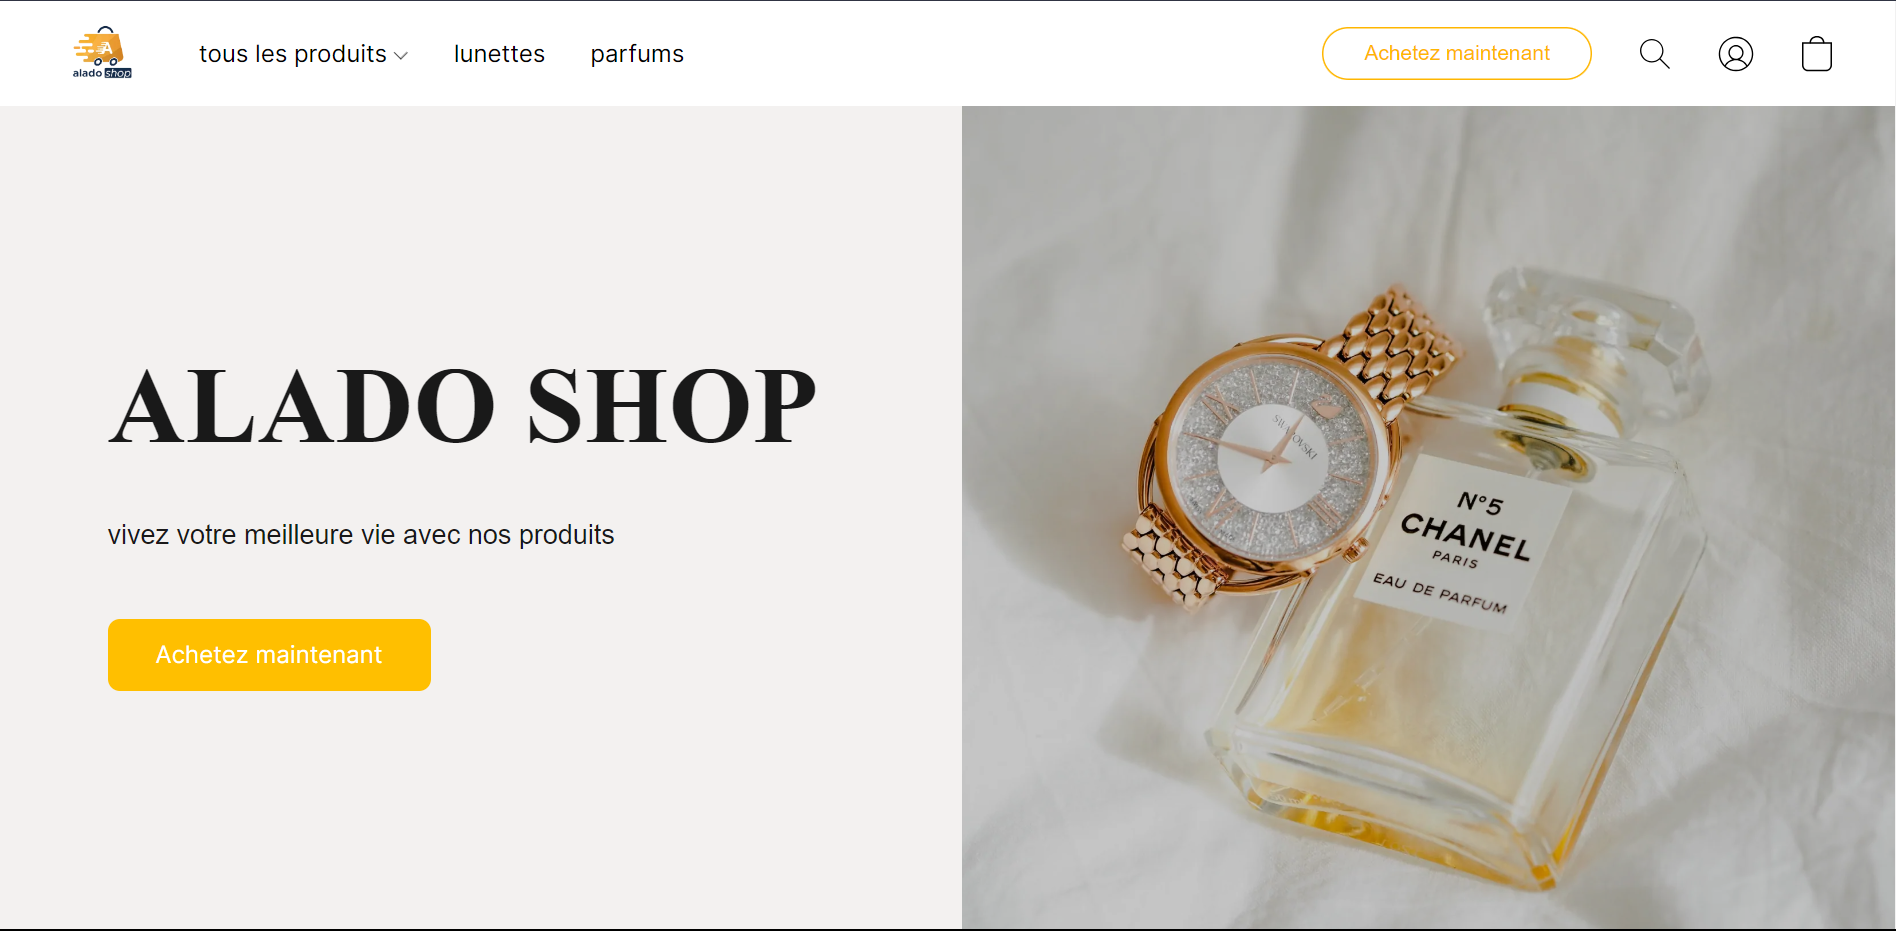 A
alado shop
tous les produits
lunettes
parfums
Achetez maintenant
ALADO SHOP
vivez votre meilleure vie avec nos produits
Achetez maintenant
SWAROVSKI
N°5
CHANEL
PARIS
EAU DE PARFUM